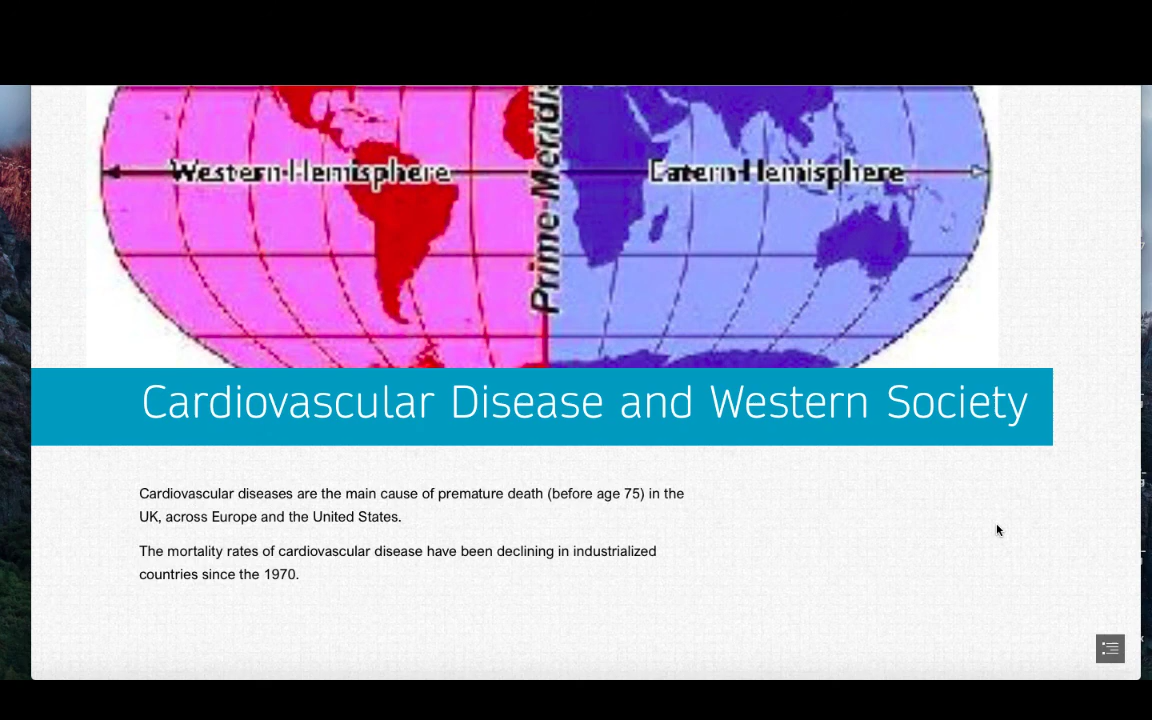 Western Hemisphere
Eatern Hemisphere
Prime Meridia
Cardiovascular Disease and Western Society
Cardiovascular diseases are the main cause of premature death (before age 75) in the
UK, across Europe and the United States.
The mortality rates of cardiovascular disease have been declining in industrialized
countries since the 1970.